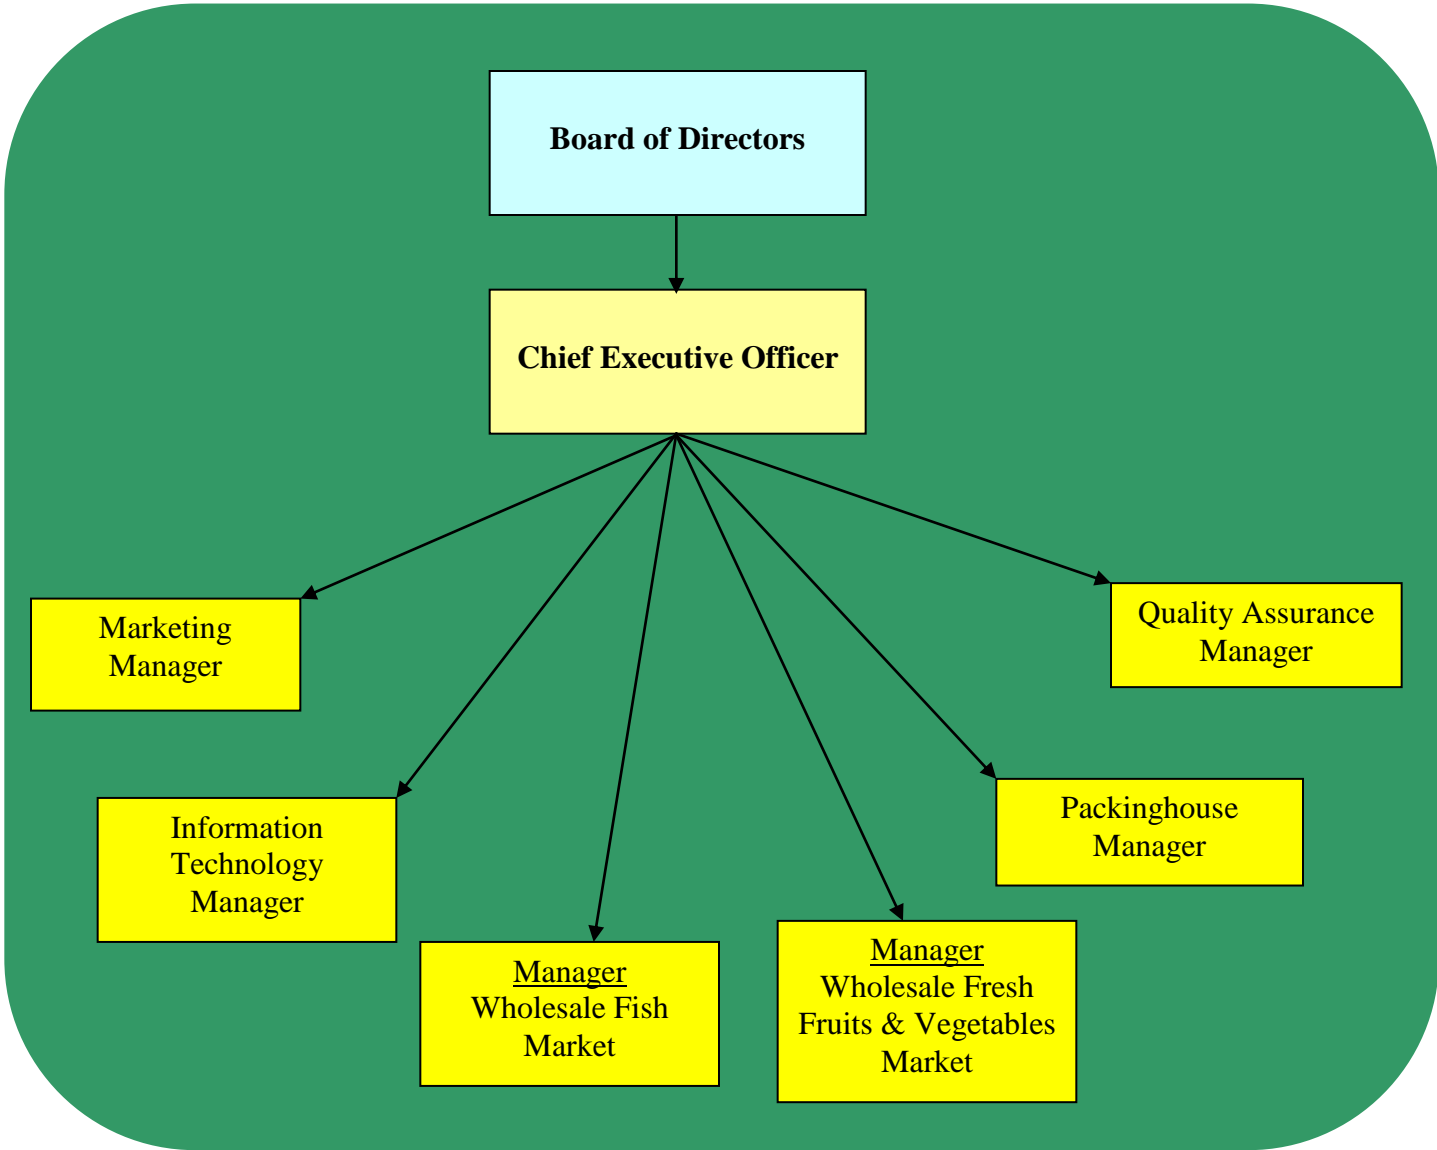 Board of Directors
Chief Executive Officer
Marketing
Manager
Quality Assurance
Manager
Information
Technology
Manager
Packinghouse
Manager
Manager
Wholesale Fish
Market
Manager
Wholesale Fresh
Fruits & Vegetables
Market